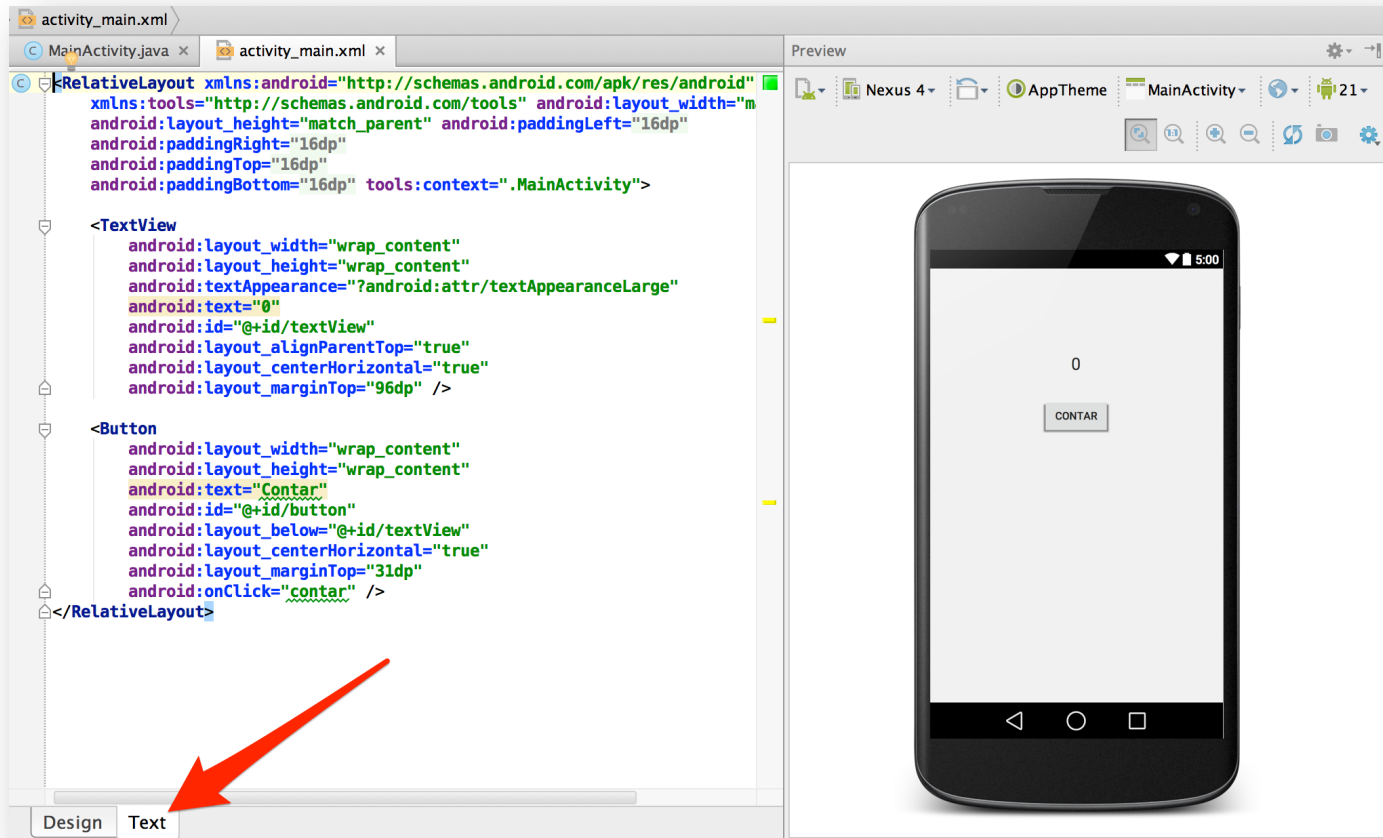 activity_main.xml
MainActivity.java
activity_main.xml
<RelativeLayout xmlns:android="http://schemas.android.com/apk/res/android"
xmlns:tools="http://schemas.android.com/tools" android:layout_width="ma
android:layout_height="match_parent" android:paddingLeft="16dp"
android:paddingRight="16dp"
android:paddingTop="16dp"
android:paddingBottom="16dp" tools:context=".MainActivity">
<TextView
android:layout_width="wrap_content"
android:layout_height="wrap_content"
android:textAppearance="?android:attr/textAppearanceLarge"
android:text="0"
android:id="@+id/textView"
android:layout_alignParentTop="true"
android:layout_centerHorizontal="true"
android:layout_marginTop="96dp" />
<Button
android:layout_width="wrap_content"
android:layout_height="wrap_content"
android:text="Contar"
android:id="@+id/button"
android:layout_below="@+id/textView"
android:layout_centerHorizontal="true"
android:layout_marginTop="31dp"
android:onClick="contar" />
</RelativeLayout>
Design Text
Preview
Nexus 4 AppTheme MainActivity 21
1:1
5:00
0
CONTAR